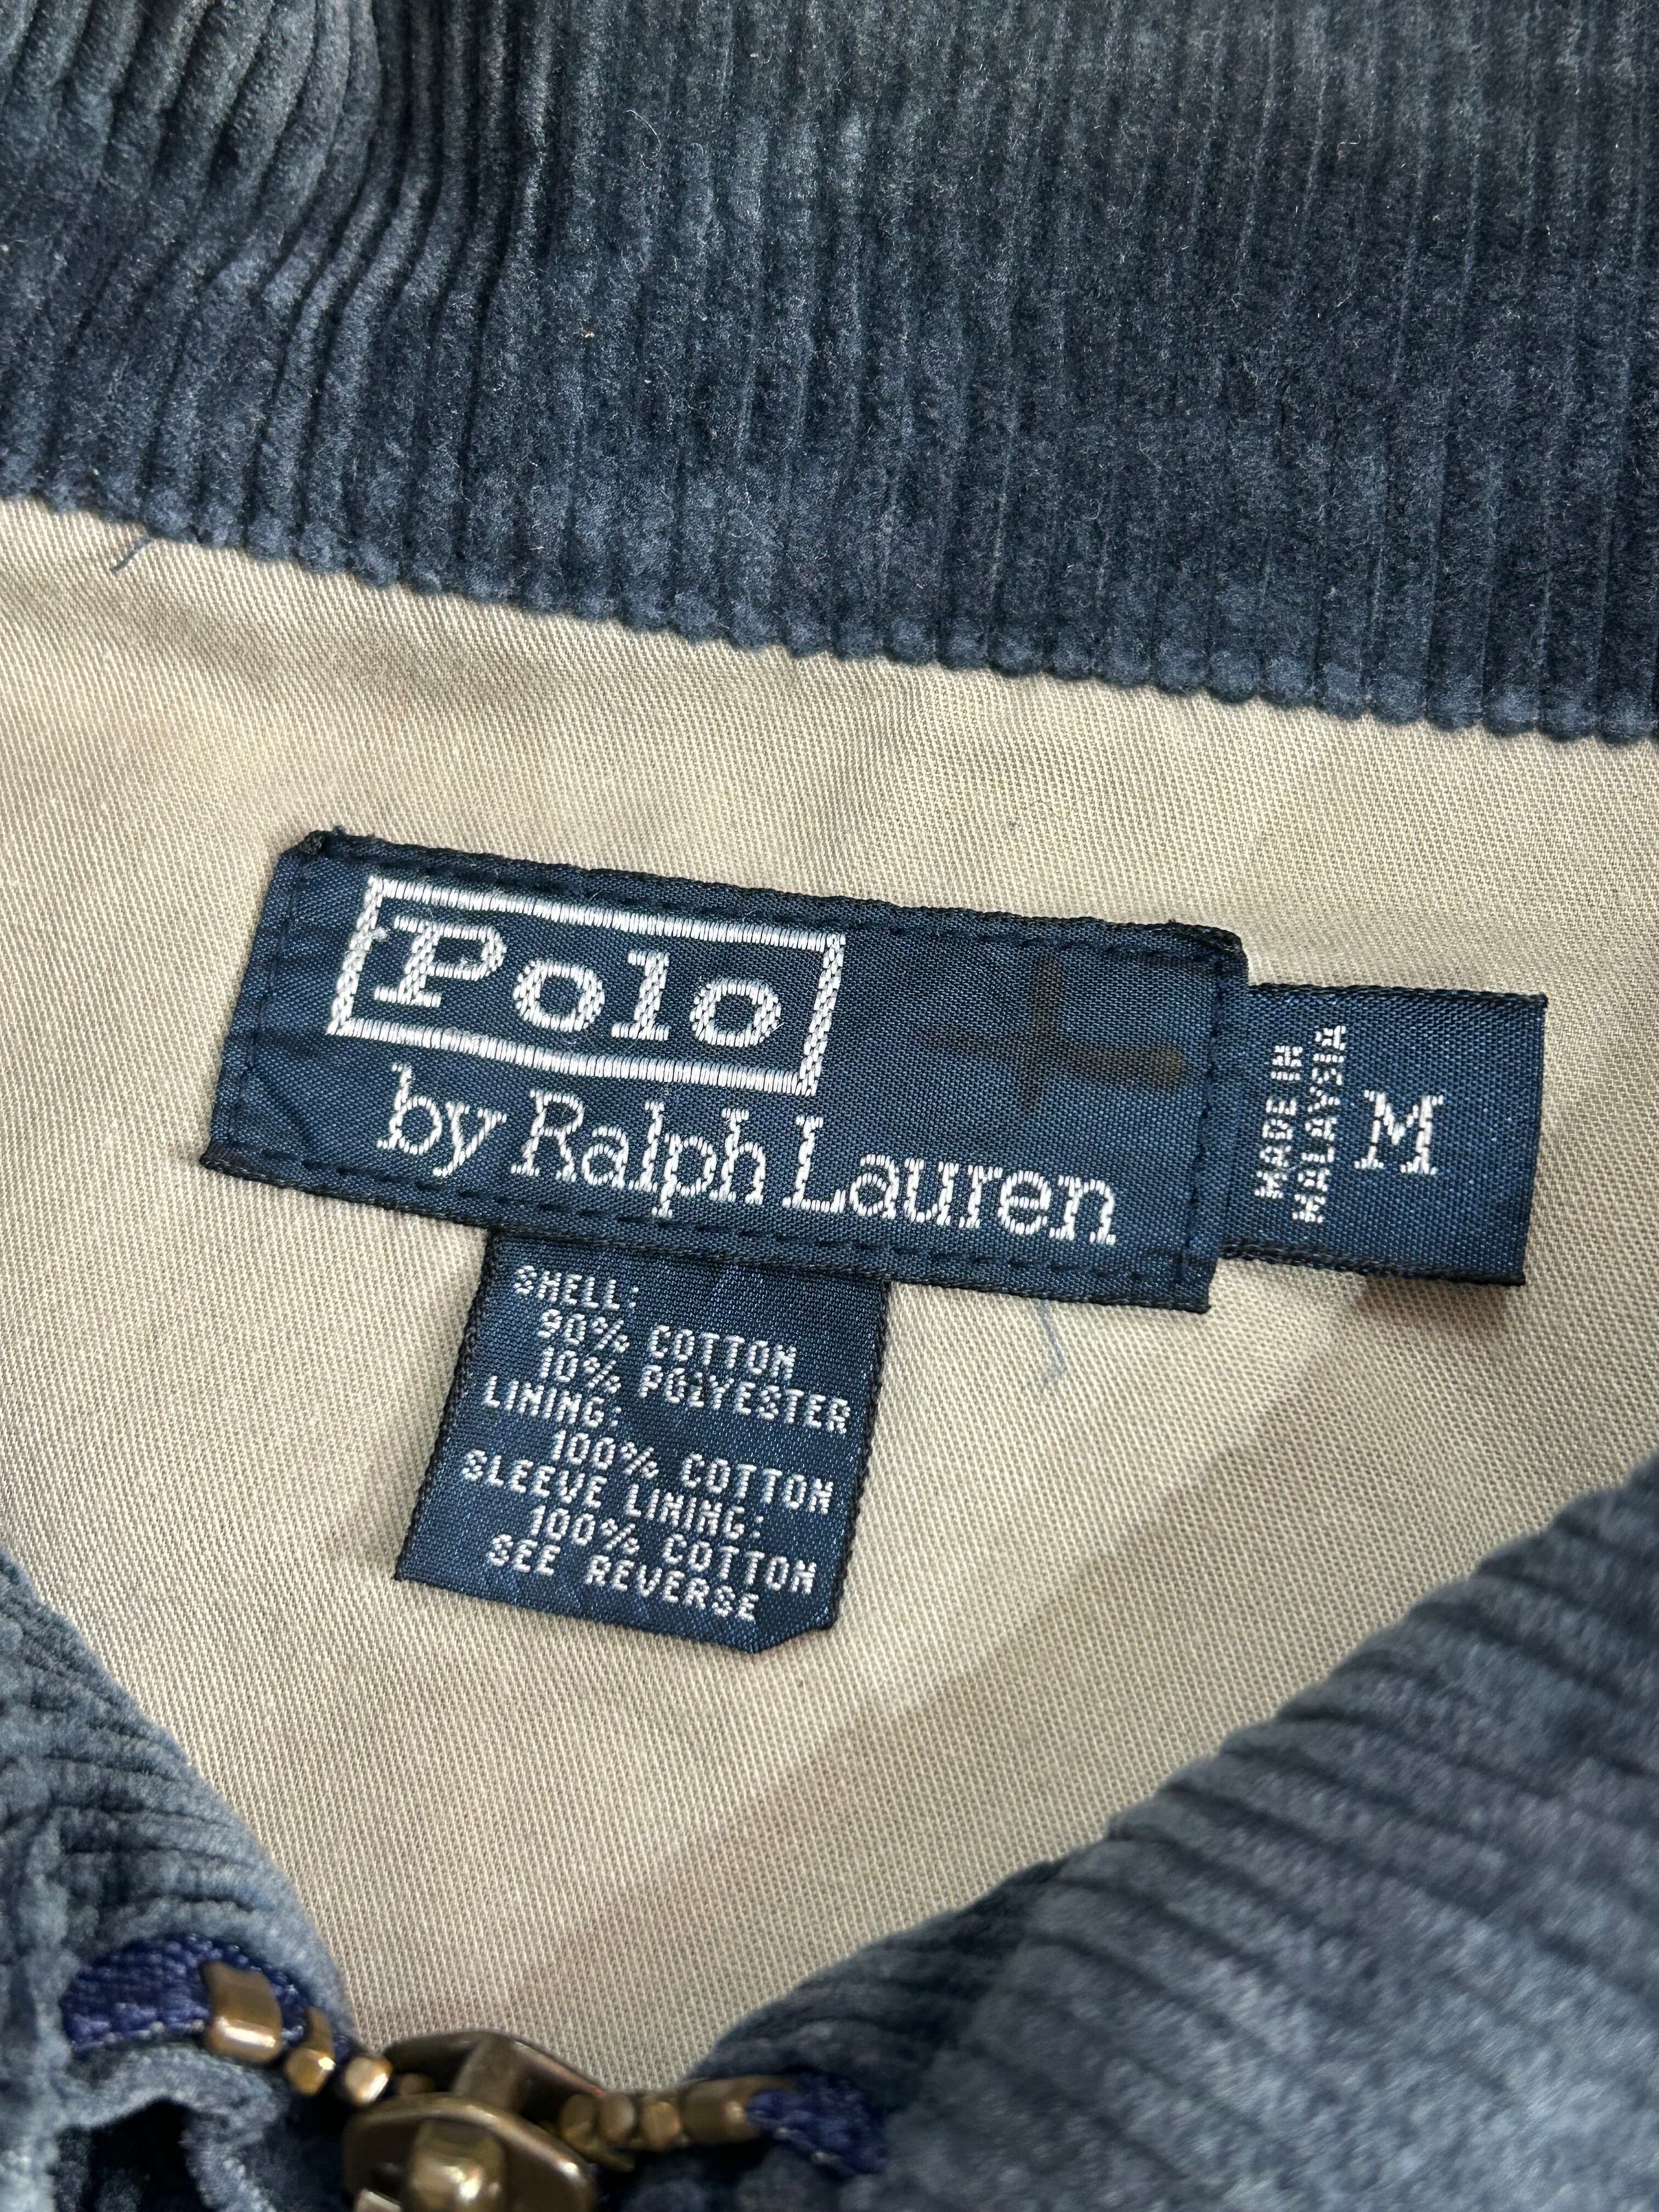 Polo
by Ralph Lauren
MADE IN
MALAYSIA
M
SHELL:
90% COTTON
10% POLYESTER
LINING:
100% COTTON
SLEEVE LINING:
100% COTTON
SEE REVERSE